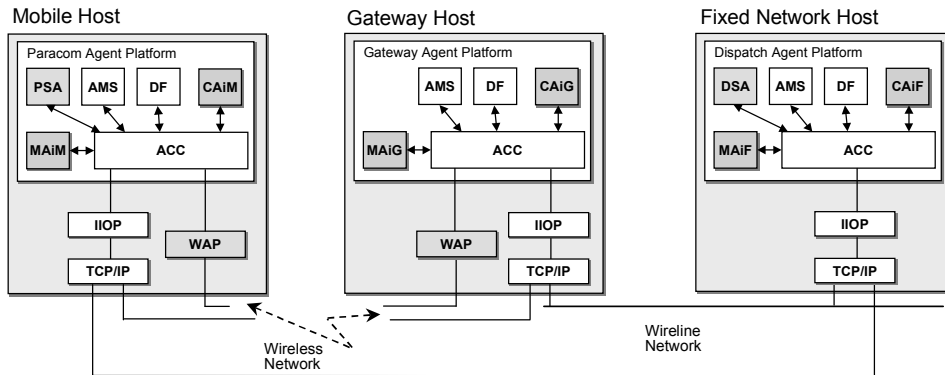 Mobile Host
Gateway Host
Fixed Network Host
Paracom Agent Platform
Gateway Agent Platform
Dispatch Agent Platform
PSA
AMS
DF
CAiM
AMS
DF
CAiG
DSA
AMS
DF
CAiF
MAiM
ACC
MAiG
ACC
MAiF
ACC
IIOP
WAP
TCP/IP
WAP
IIOP
TCP/IP
IIOP
TCP/IP
Wireless
Network
Wireline
Network